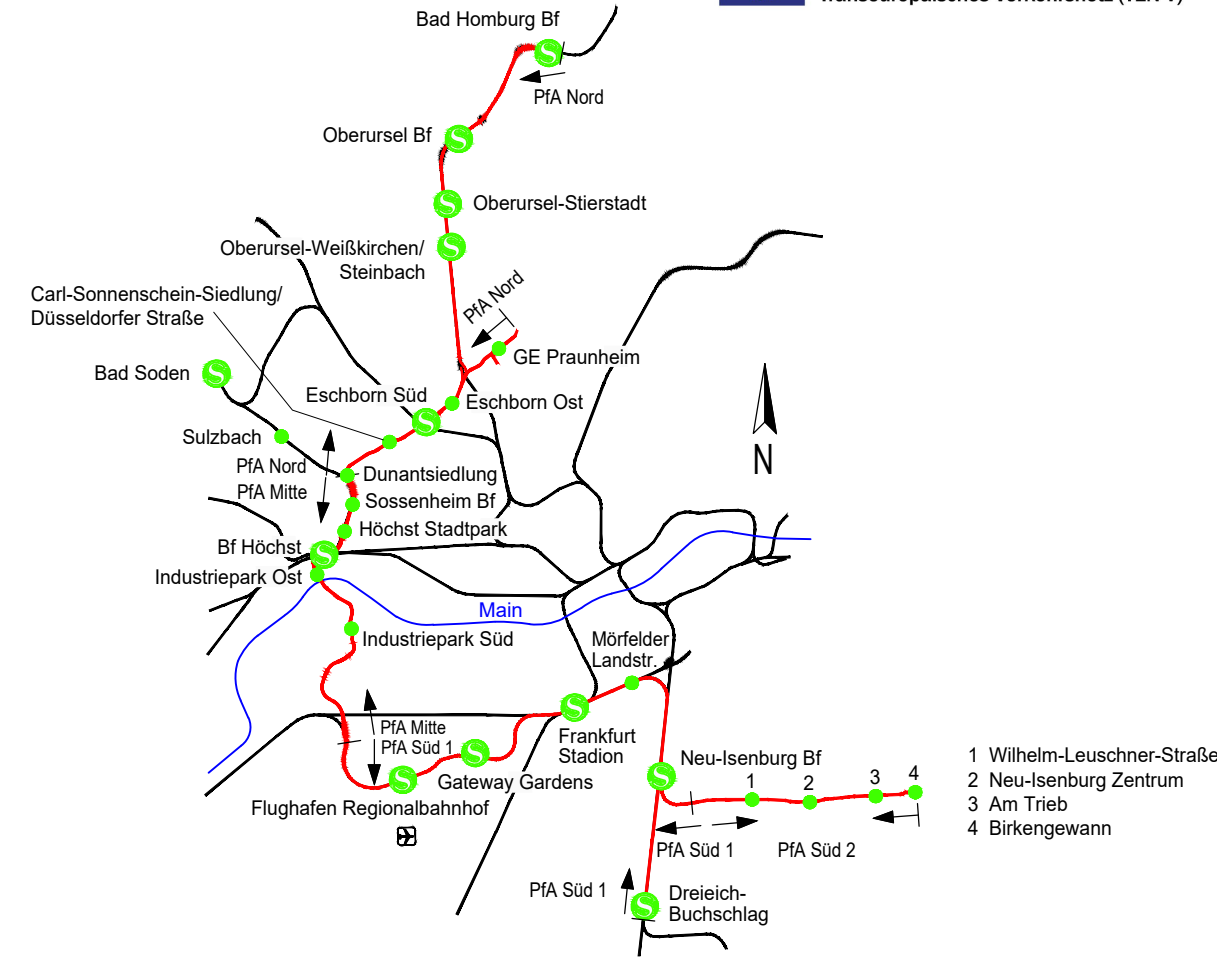 Transeuropäisches Verkehrsnetz (TEN-V)
Bad Homburg Bf
PfA Nord
Oberursel Bf
Oberursel-Stierstadt
Oberursel-Weißkirchen/
Steinbach
PfA Nord
Carl-Sonnenschein-Siedlung/
Düsseldorfer Straße
GE Praunheim
Bad Soden
Eschborn Süd
Eschborn Ost
Sulzbach
PfA Nord
PfA Mitte
Dunantsiedlung
Sossenheim Bf
Höchst Stadtpark
N
Bf Höchst
Industriepark Ost
Main
Industriepark Süd
Mörfelder
Landstr.
PfA Mitte
PfA Süd 1
Frankfurt
Stadion
Gateway Gardens
Flughafen Regionalbahnhof
Neu-Isenburg Bf
1
2
3
4
1 Wilhelm-Leuschner-Straße
2 Neu-Isenburg Zentrum
3 Am Trieb
4 Birkengewann
PfA Süd 1
PfA Süd 2
PfA Süd 1
Dreieich-
Buchschlag